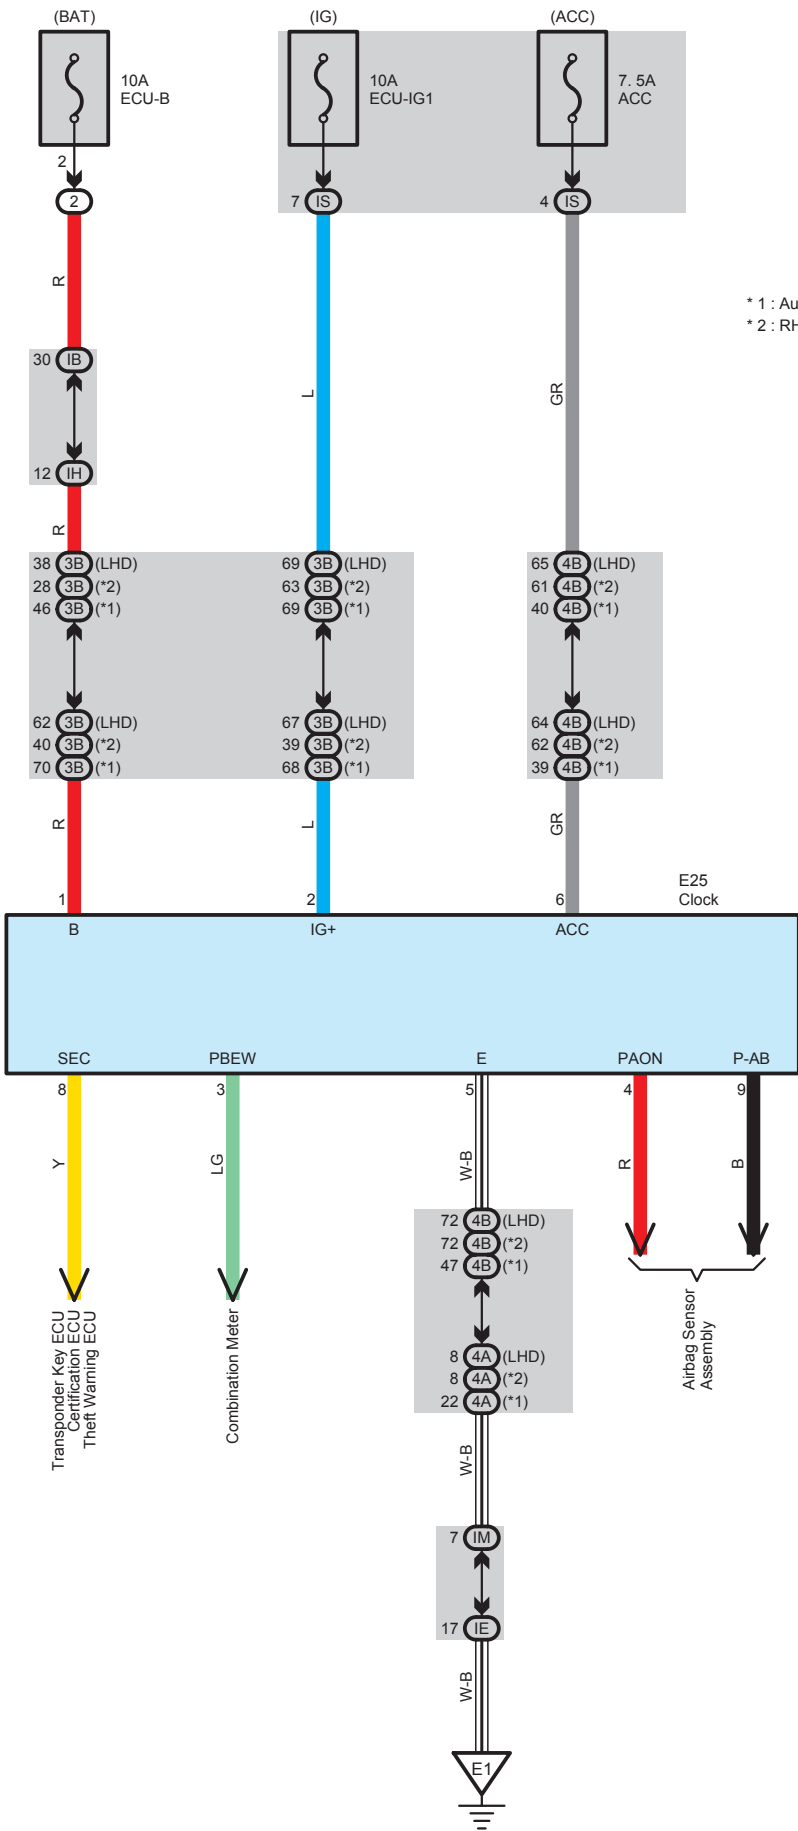 (BAT) (IG) (ACC)
10A
ECU-B
10A
ECU-IG1
7. 5A
ACC
2
2 7 IS 4 IS
R
* 1 : Au
* 2 : RH
30 IB
L GR
12 IH
R
38 3B (LHD) 69 3B (LHD) 65 4B (LHD)
28 3B (*2) 63 3B (*2) 61 4B (*2)
46 3B (*1) 69 3B (*1) 40 4B (*1)
62 3B (LHD) 67 3B (LHD) 64 4B (LHD)
40 3B (*2) 39 3B (*2) 62 4B (*2)
70 3B (*1) 68 3B (*1) 39 4B (*1)
R L GR
E25
Clock
1 2 6
B IG+ ACC
SEC PBEW E PAON P-AB
8 3 5 4 9
Y LG W-B R B
72 4B (LHD)
72 4B (*2)
47 4B (*1)
8 4A (LHD)
8 4A (*2)
22 4A (*1)
Transponder Key ECU
Certification ECU
Theft Warning ECU
Combination Meter
Airbag Sensor
Assembly
W-B
7 IM
17 IE
W-B
E1